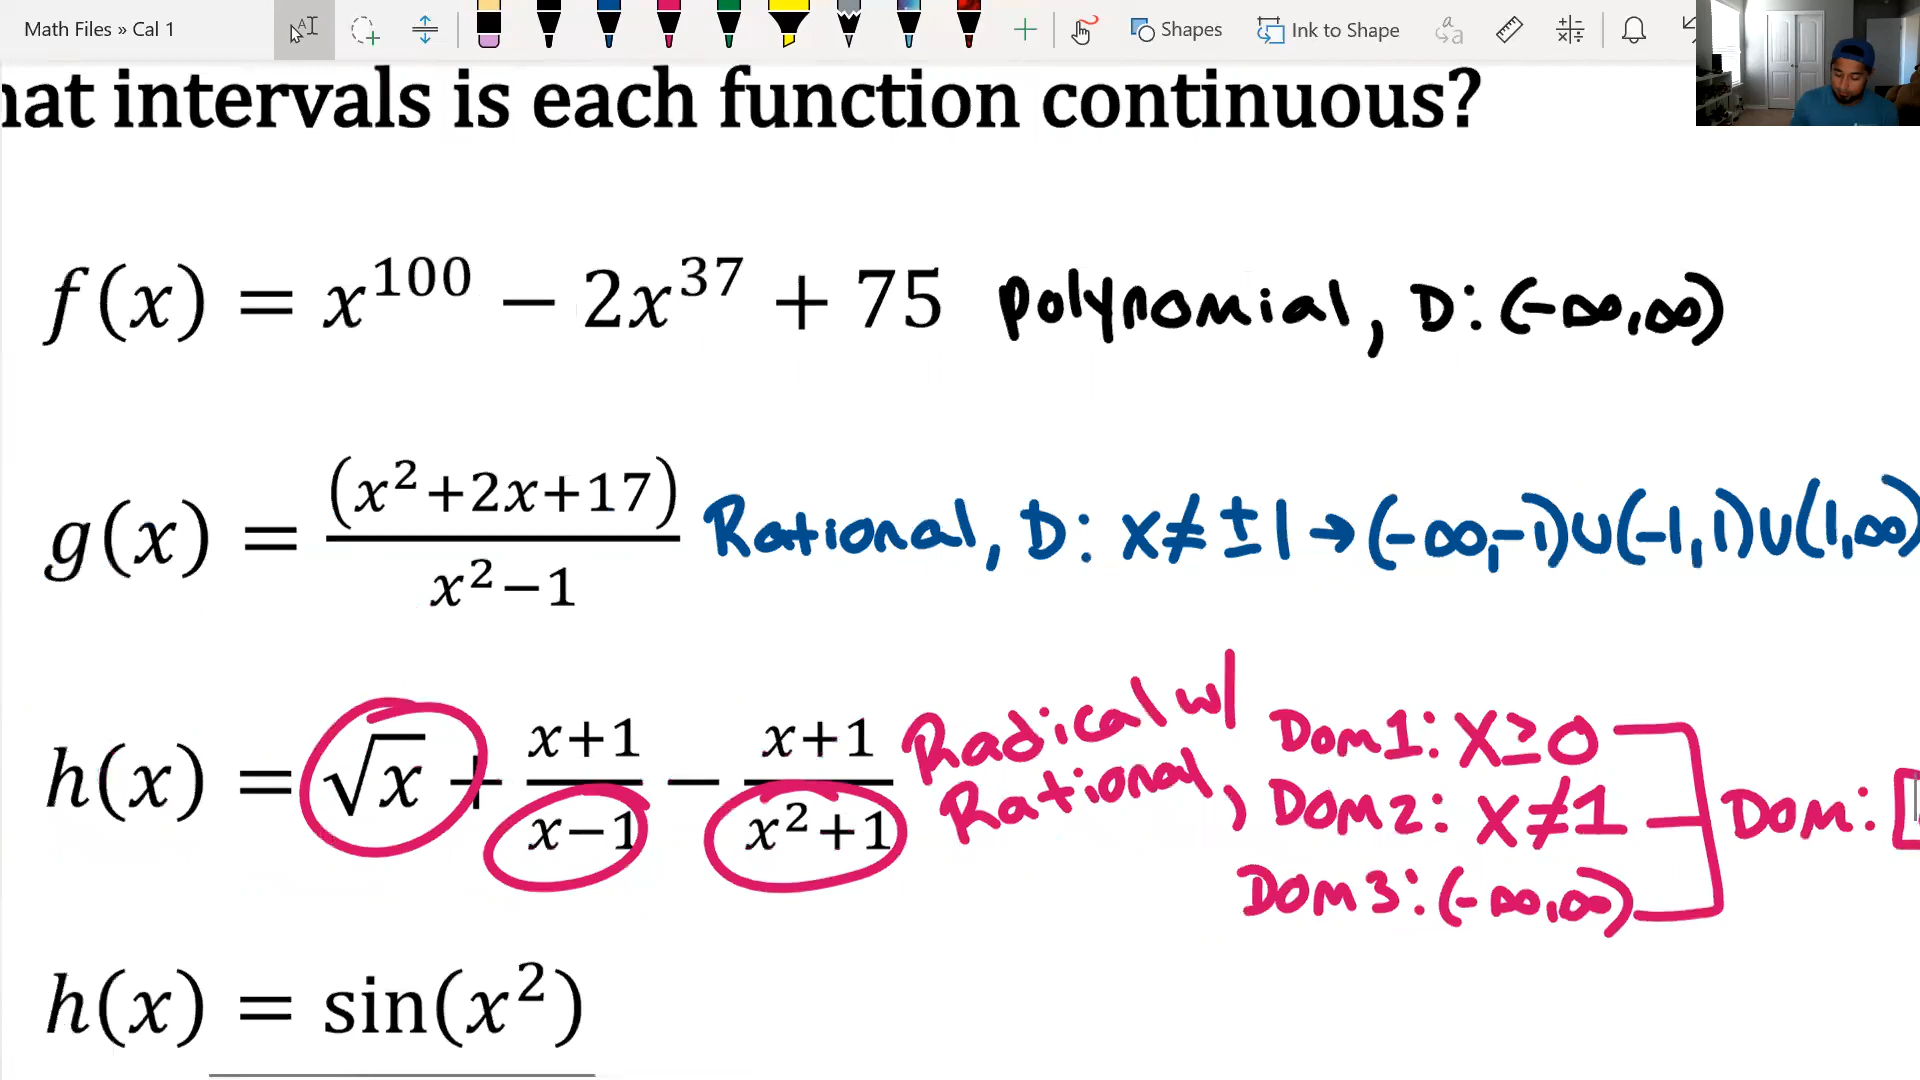 Math Files » Cal 1 Shapes Ink to Shape
hat intervals is each function continuous?
f(x) = x^100 − 2x^37 + 75 Polynomial, D: (-∞,∞)
g(x) = (x^2+2x+17)/(x^2−1) Rational, D: x≠±1→(-∞,-1)∪(-1,1)∪(1,∞)
h(x) = √x + (x+1)/(x−1) − (x+1)/(x^2+1) Radical w/ Rational, Dom1: x≥0
Dom2: x≠1 Dom: [
Dom3: (-∞,∞)
h(x) = sin(x^2)